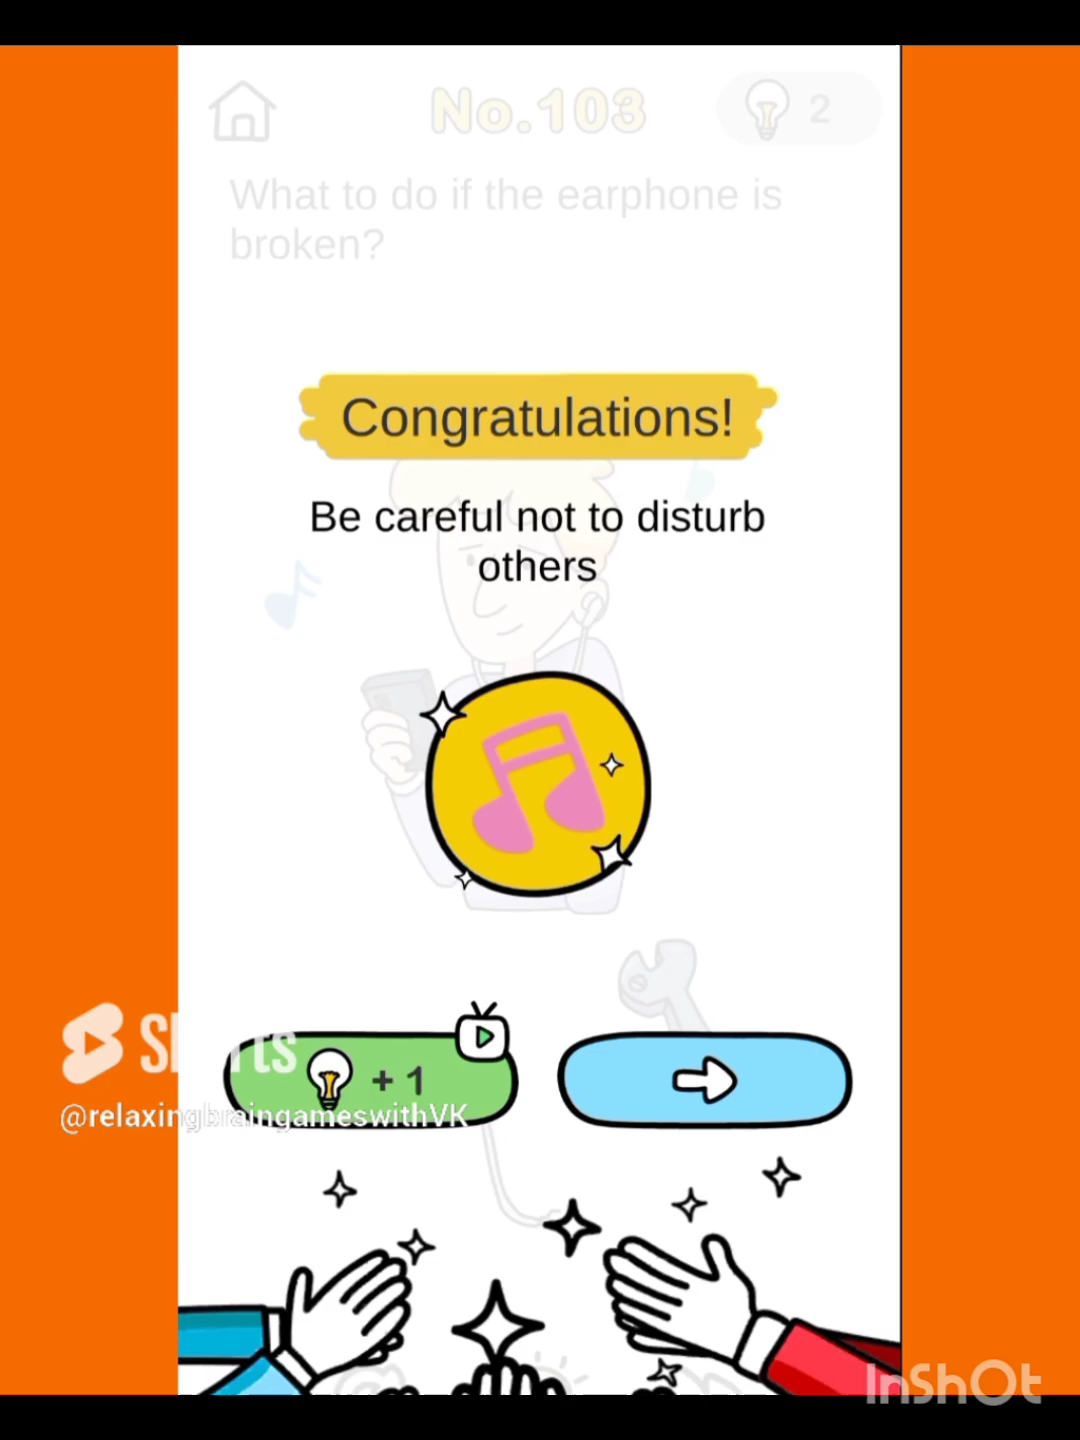 No.103
2
What to do if the earphone is
broken?
Congratulations!
Be careful not to disturb
others
Shorts
+ 1
@relaxingbraingameswithVK
InShOt